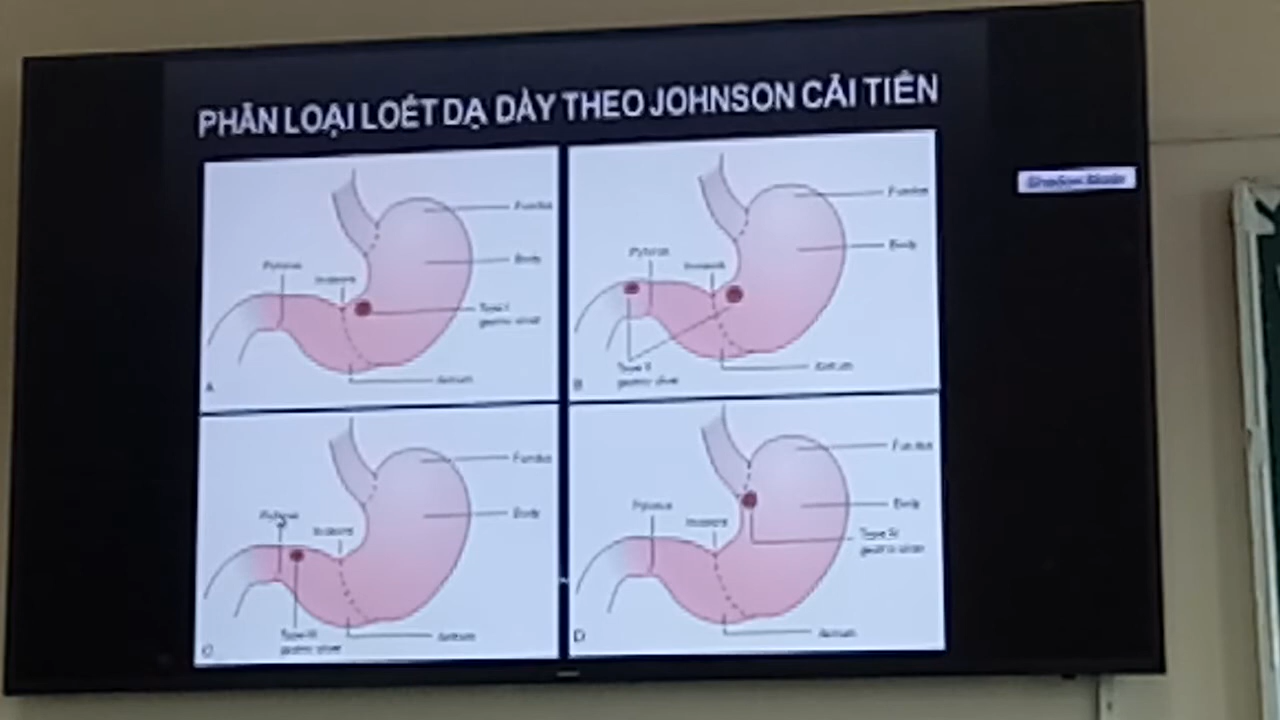 PHÂN LOẠI LOÉT DẠ DÀY THEO JOHNSON CẢI TIẾN
Fundus
Body
Pylorus
Incisura
Type I
gastric ulcer
Antrum
A
Fundus
Body
Pylorus
Incisura
Type II
gastric ulcer
Antrum
B
Fundus
Body
Pylorus
Incisura
Type III
gastric ulcer
Antrum
C
Fundus
Body
Pylorus
Incisura
Type IV
gastric ulcer
Antrum
D